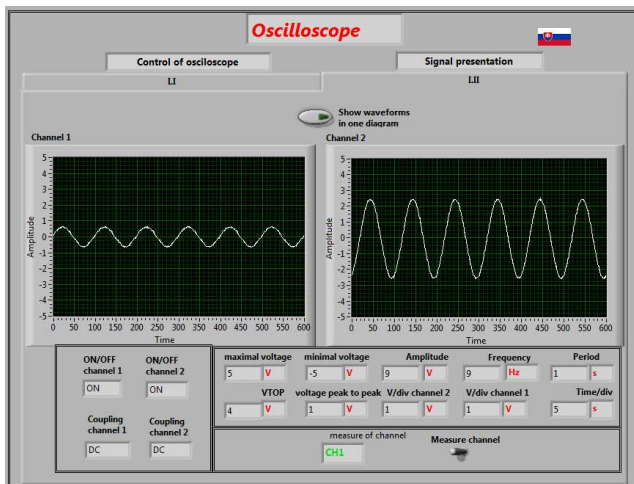 Oscilloscope
Control of osciloscope
Signal presentation
I.I
I.II
Show waveforms
in one diagram
Channel 1
Channel 2
Amplitude
5
4
3
2
1
0
-1
-2
-3
-4
-5
0 50 100 150 200 250 300 350 400 450 500 550 600
Time
Amplitude
5
4
3
2
1
0
-1
-2
-3
-4
-5
0 50 100 150 200 250 300 350 400 450 500 550 600
Time
ON/OFF
channel 1
ON
ON/OFF
channel 2
ON
Coupling
channel 1
DC
Coupling
channel 2
DC
maximal voltage minimal voltage Amplitude Frequency Period
5 V -5 V 9 V 9 Hz 1 s
VTOP voltage peak to peak V/div channel 2 V/div channel 1 Time/div
4 V 1 V 1 V 1 V 5 s
measure of channel
CH1
Measure channel